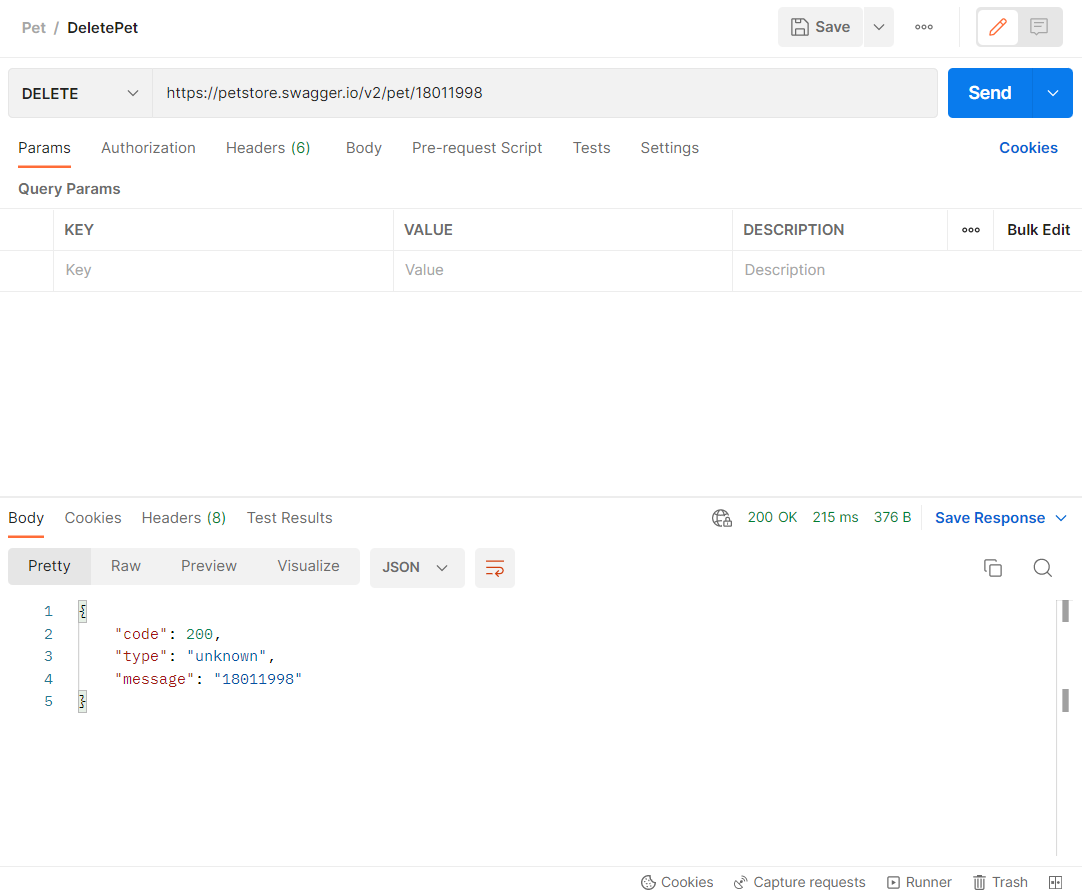 Pet / DeletePet
Save
DELETE
https://petstore.swagger.io/v2/pet/18011998
Send
Params Authorization Headers (6) Body Pre-request Script Tests Settings Cookies
Query Params
KEY VALUE DESCRIPTION Bulk Edit
Key Value Description
Body Cookies Headers (8) Test Results 200 OK 215 ms 376 B Save Response
Pretty Raw Preview Visualize JSON
1 {
2 "code": 200,
3 "type": "unknown",
4 "message": "18011998"
5 }
Cookies Capture requests Runner Trash